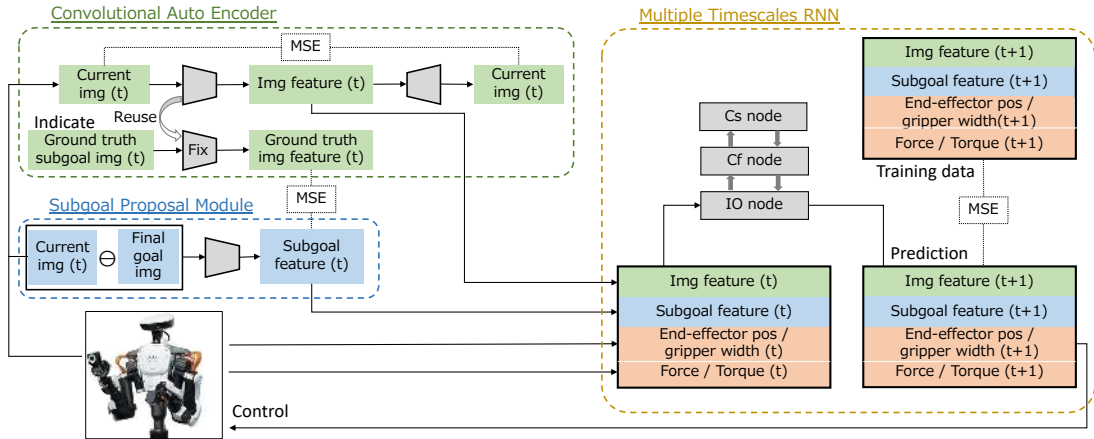 Convolutional Auto Encoder
MSE
Current
img (t)
Img feature (t)
Current
img (t)
Reuse
Indicate
Ground truth
subgoal img (t)
Fix
Ground truth
img feature (t)
MSE
Subgoal Proposal Module
Current
img (t)
⊖
Final
goal
img
Subgoal
feature (t)
Control
Multiple Timescales RNN
Img feature (t+1)
Subgoal feature (t+1)
End-effector pos /
gripper width(t+1)
Force / Torque (t+1)
Training data
MSE
Cs node
Cf node
IO node
Prediction
Img feature (t)
Subgoal feature (t)
End-effector pos /
gripper width (t)
Force / Torque (t)
Img feature (t+1)
Subgoal feature (t+1)
End-effector pos /
gripper width (t+1)
Force / Torque (t+1)